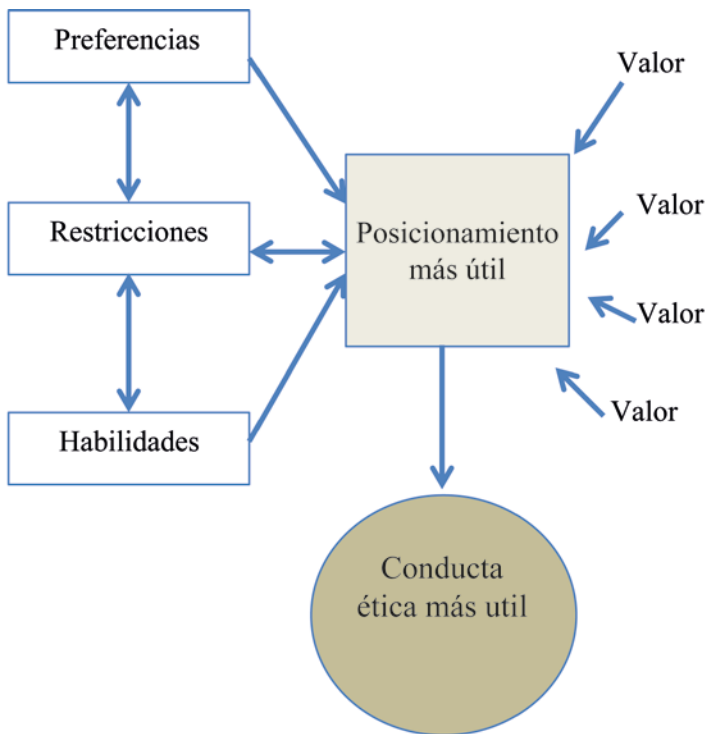 Preferencias
Valor
Restricciones
Valor
Posicionamiento
más útil
Valor
Habilidades
Valor
Conducta
ética más util